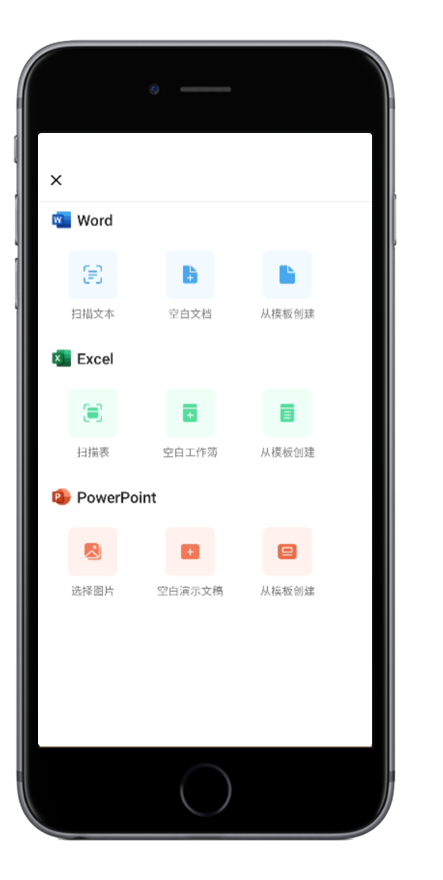 Word
扫描文本 空白文档 从模板创建
Excel
扫描表 空白工作簿 从模板创建
PowerPoint
选择图片 空白演示文稿 从模板创建